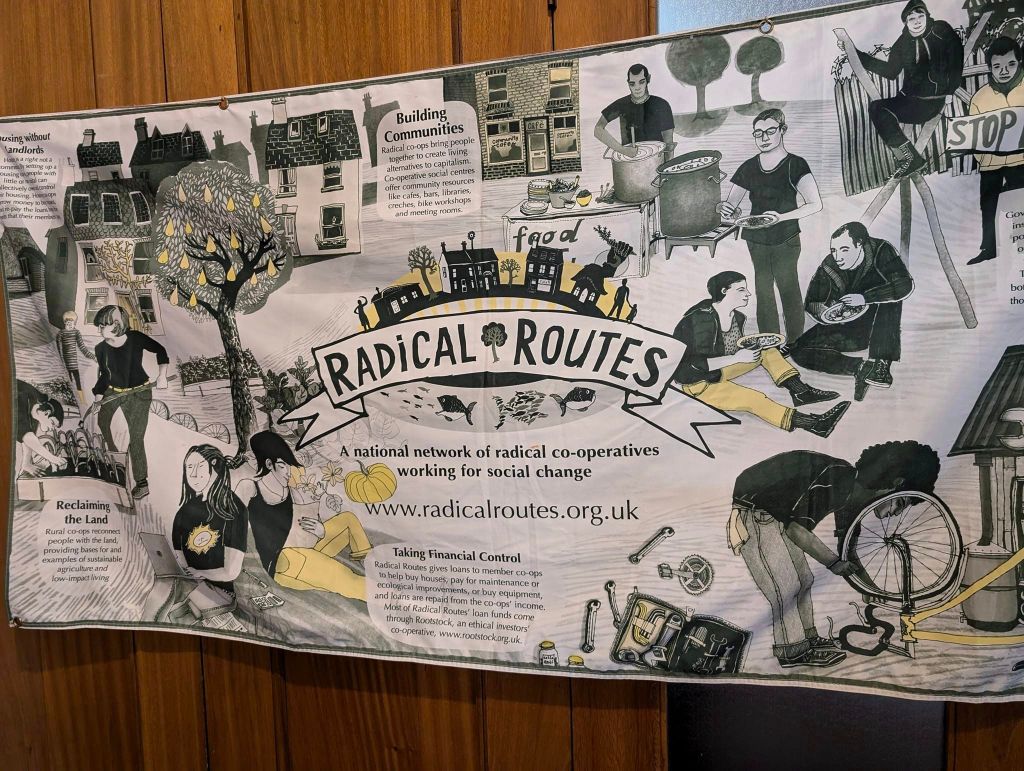 using without
landlords
Building
Communities
Radical co-ops bring people
together to create living
alternatives to capitalism.
Co-operative social centres
offer community resources
like cafes, bars, libraries,
creches, bike workshops
and meeting rooms.
CAFE
food
STOP
RADiCAL ROUTES
A national network of radical co-operatives
working for social change
www.radicalroutes.org.uk
Reclaiming
the Land
Rural co-ops reconnect
people with the land,
providing bases for and
examples of sustainable
agriculture and
low-impact living
Taking Financial Control
Radical Routes gives loans to member co-ops
to help buy houses, pay for maintenance or
ecological improvements, or buy equipment,
and loans are repaid from the co-ops' income.
Most of Radical Routes' loan funds come
through Rootstock, an ethical investors'
co-operative, www.rootstock.org.uk.